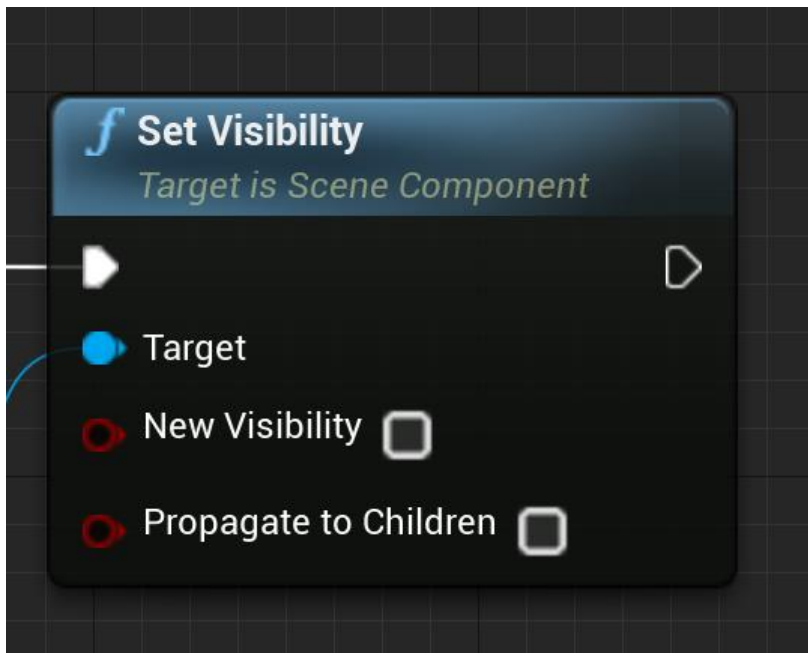 f Set Visibility
Target is Scene Component
Target
New Visibility
Propagate to Children